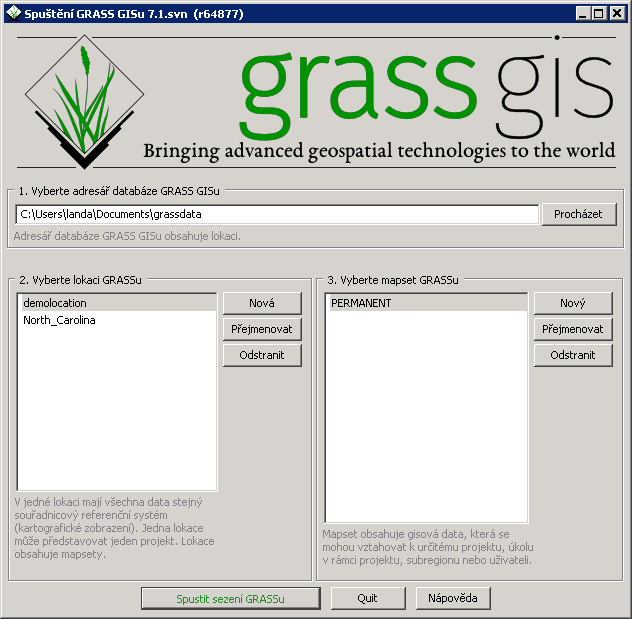 Spuštění GRASS GISu 7.1.svn (r64877)
grass gis
Bringing advanced geospatial technologies to the world
1. Vyberte adresář databáze GRASS GISu
C:\Users\landa\Documents\grassdata
Procházet
Adresář databáze GRASS GISu obsahuje lokaci.
2. Vyberte lokaci GRASSu
demolocation
North_Carolina
Nová
Přejmenovat
Odstranit
V jedné lokaci mají všechna data stejný
souřadnicový referenční systém
(kartografické zobrazení). Jedna lokace
může představovat jeden projekt. Lokace
obsahuje mapsety.
3. Vyberte mapset GRASSu
PERMANENT
Nový
Přejmenovat
Odstranit
Mapset obsahuje gisová data, která se
mohou vztahovat k určitému projektu, úkolu
v rámci projektu, subregionu nebo uživateli.
Spustit sezení GRASSu
Quit
Nápověda